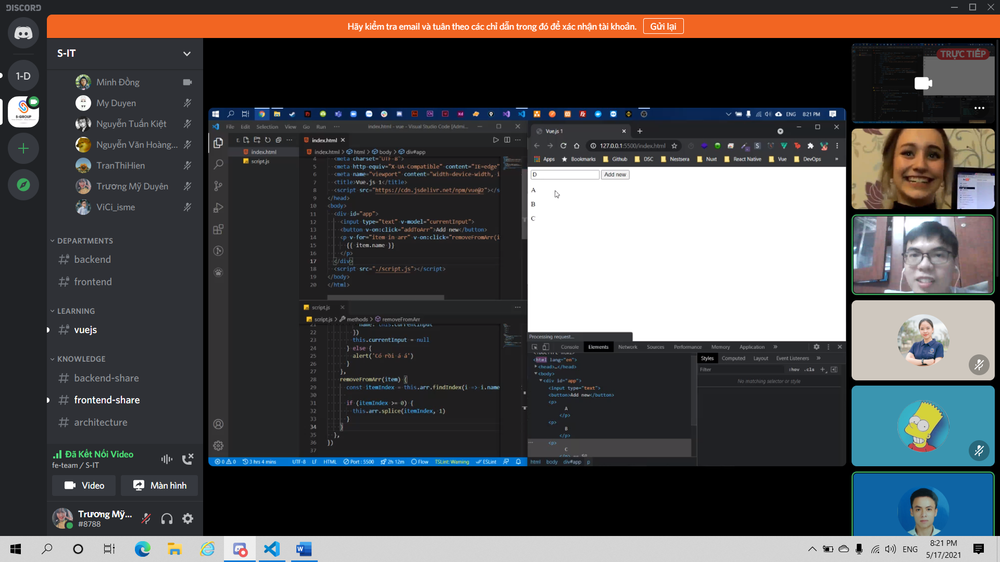 DISCORD
Hãy kiểm tra email và tuân theo các chỉ dẫn trong đó để xác nhận tài khoản.
Gửi lại
1-D
S-GROUP
S-IT
Minh Đồng
My Duyen
Nguyễn Tuấn Kiệt
Nguyễn Văn Hoàng...
TranThiHien
Trương Mỹ Duyên
ViCi_isme
DEPARTMENTS
backend
frontend
LEARNING
vuejs
KNOWLEDGE
backend-share
frontend-share
architecture
Đã Kết Nối Video
fe-team / S-IT
Video
Màn hình
Trương Mỹ...
#8788
ENG 8:21 PM
File Edit Selection View Go Run ···
index.html - vue - Visual Studio Code [Admi...
E.
index.html
script.js
index.html
index.html > html > body > div#app
4 <meta charset="UTF-8">
5 <meta http-equiv="X-UA-Compatible" content="IE=edge"
6 <meta name="viewport" content="width=device-width, i
7 <title>Vue.js 1</title>
8 <script src="https://cdn.jsdelivr.net/npm/vue@2"></s
9 </head>
10 <body>
11 <div id="app">
12 <input type="text" v-model="currentInput">
13 <button v-on:click="addToArr">Add new</button>
14 <p v-for="item in arr" v-on:click="removeFromArr(i
15 {{ item.name }}
16 </p>
17 </div>
18 <script src="./script.js"></script>
19 </body>
20 </html>
script.js
script.js > methods > removeFromArr
21 name: this.currentInput
22 })
23 this.currentInput = null
24 } else {
25 alert('Có rồi á á')
26 }
27 },
28 removeFromArr(item) {
29 const itemIndex = this.arr.findIndex(i => i.name
30
31 if (itemIndex >= 0) {
32 this.arr.splice(itemIndex, 1)
33 }
34 }
35 },
36 })
37
0 0 3 hrs 4 mins UTF-8 LF HTML Port : 5500 2h 12m Flow TSLint: Warning ESLint
Vue.js 1
127.0.0.1:5500/index.html
Apps Bookmarks Github DSC Nestsera Nuxt React Native Vue DevOps »
D
Add new
A
B
C
Processing request...
Console Elements Network Sources Performance Memory Application »
<!DOCTYPE html>
<html lang="en">
<head>…</head>
<body>
<div id="app">
<input type="text">
<button>Add new</button>
<p>
A
</p>
<p>
B
</p>
<p>
C
</p> == $0
html body div#app p
Styles Computed Layout Event Listeners »
Filter :hov .cls +
No matching selector or style
TRỰC TIẾP
ENG
8:21 PM
5/17/2021